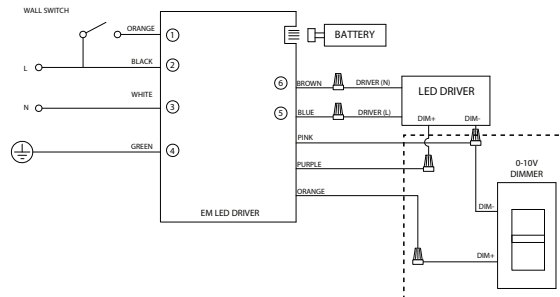 WALL SWITCH
ORANGE
1
BATTERY
L
BLACK
2
6
BROWN
DRIVER (N)
LED DRIVER
WHITE
N
3
5
BLUE
DRIVER (L)
DIM+
DIM-
PINK
GREEN
4
PURPLE
0-10V
DIMMER
ORANGE
DIM-
EM LED DRIVER
DIM+